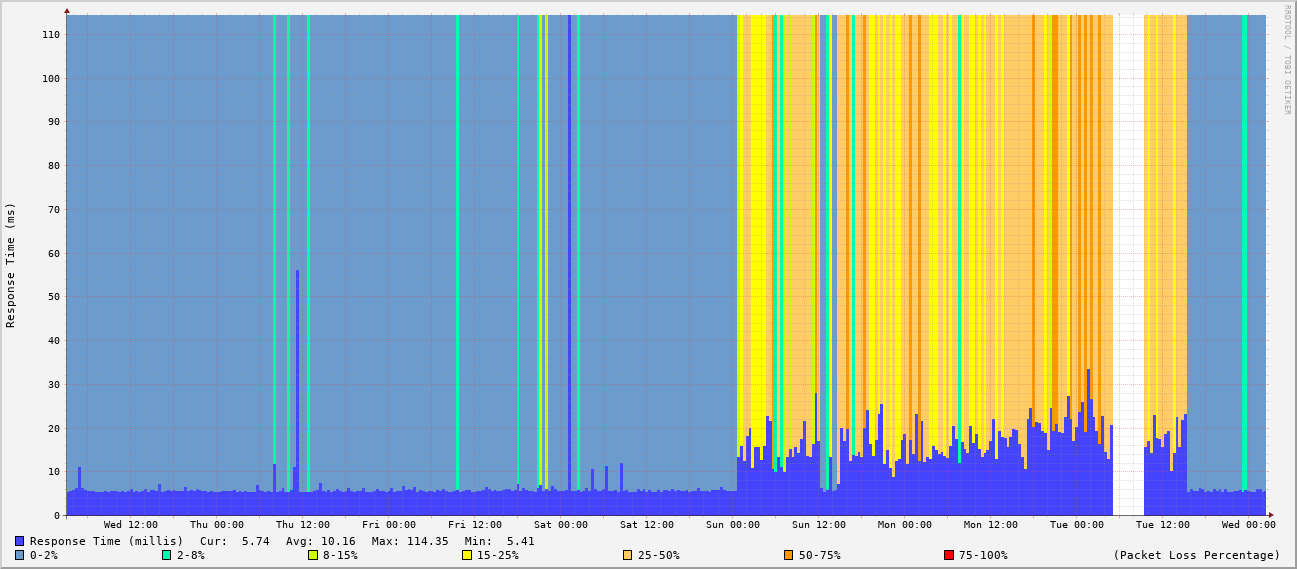 RRDTOOL / TOBI OETIKER
Response Time (ms)
110
100
90
80
70
60
50
40
30
20
10
0
Wed 12:00 Thu 00:00 Thu 12:00 Fri 00:00 Fri 12:00 Sat 00:00 Sat 12:00 Sun 00:00 Sun 12:00 Mon 00:00 Mon 12:00 Tue 00:00 Tue 12:00 Wed 00:00
Response Time (millis) Cur: 5.74 Avg: 10.16 Max: 114.35 Min: 5.41
0-2% 2-8% 8-15% 15-25% 25-50% 50-75% 75-100% (Packet Loss Percentage)